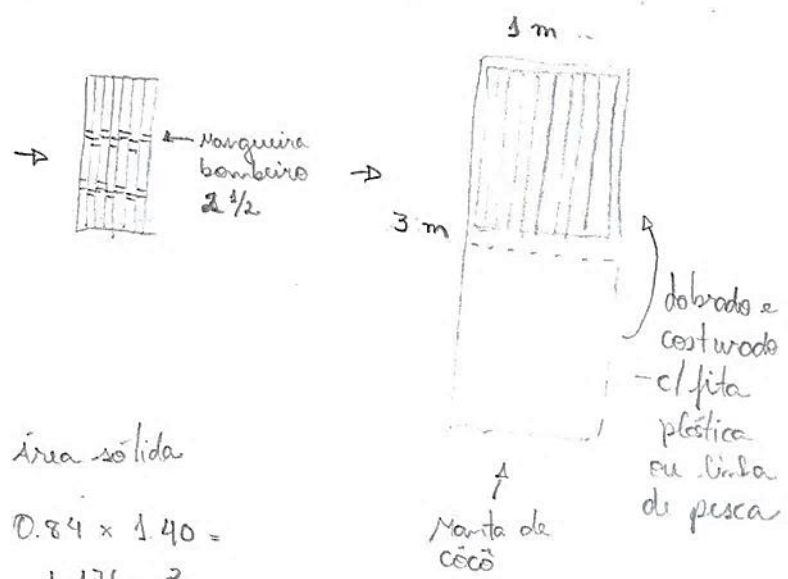 1 m
Mangueira
bombeiro
2 1/2
3 m
dobrado e
costurado
c/ fita
plástica
ou linha
de pesca
Área sólida
0.84 x 1.40 =
Manta de
côcô